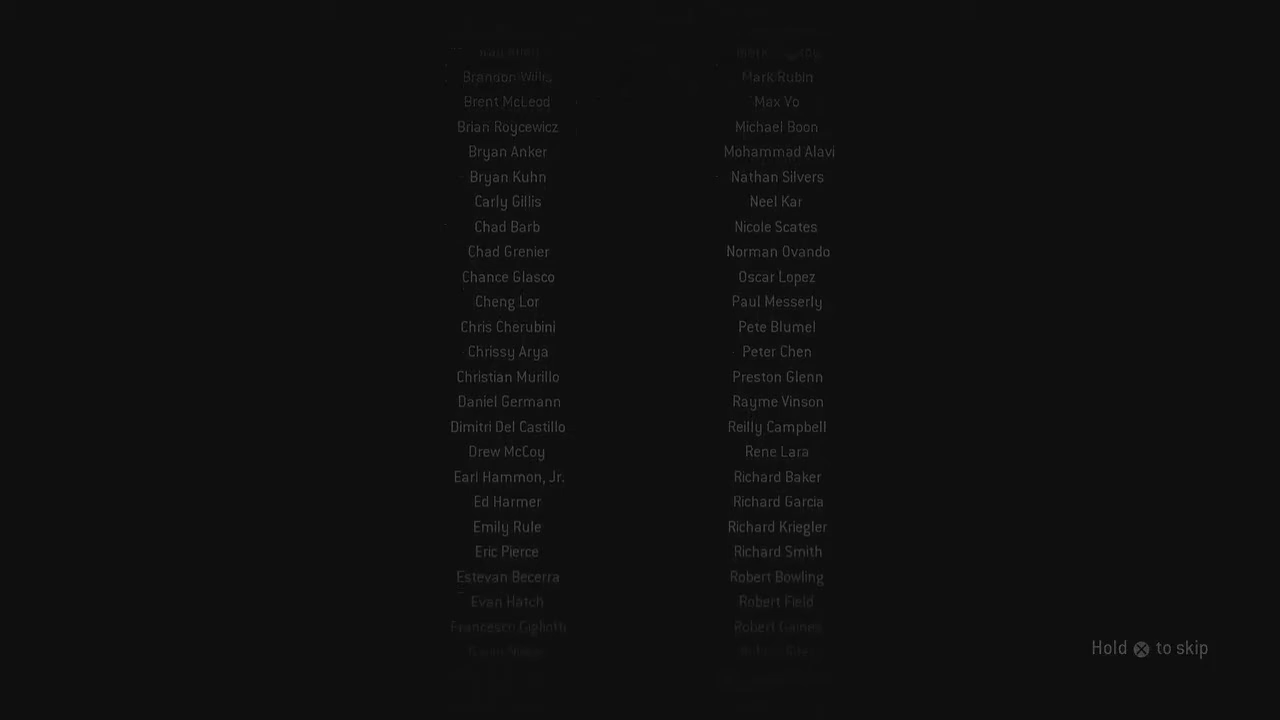 Brandon Willis
Brent McLeod
Brian Roycewicz
Bryan Anker
Bryan Kuhn
Carly Gillis
Chad Barb
Chad Grenier
Chance Glasco
Cheng Lor
Chris Cherubini
Chrissy Arya
Christian Murillo
Daniel Germann
Dimitri Del Castillo
Drew McCoy
Earl Hammon, Jr.
Ed Harmer
Emily Rule
Eric Pierce
Estevan Becerra
Evan Hatch
Francesco Gigliotti
Mark Rubin
Max Vo
Michael Boon
Mohammad Alavi
Nathan Silvers
Neel Kar
Nicole Scates
Norman Ovando
Oscar Lopez
Paul Messerly
Pete Blumel
Peter Chen
Preston Glenn
Rayme Vinson
Reilly Campbell
Rene Lara
Richard Baker
Richard Garcia
Richard Kriegler
Richard Smith
Robert Bowling
Robert Field
Robert Gaines
Hold to skip